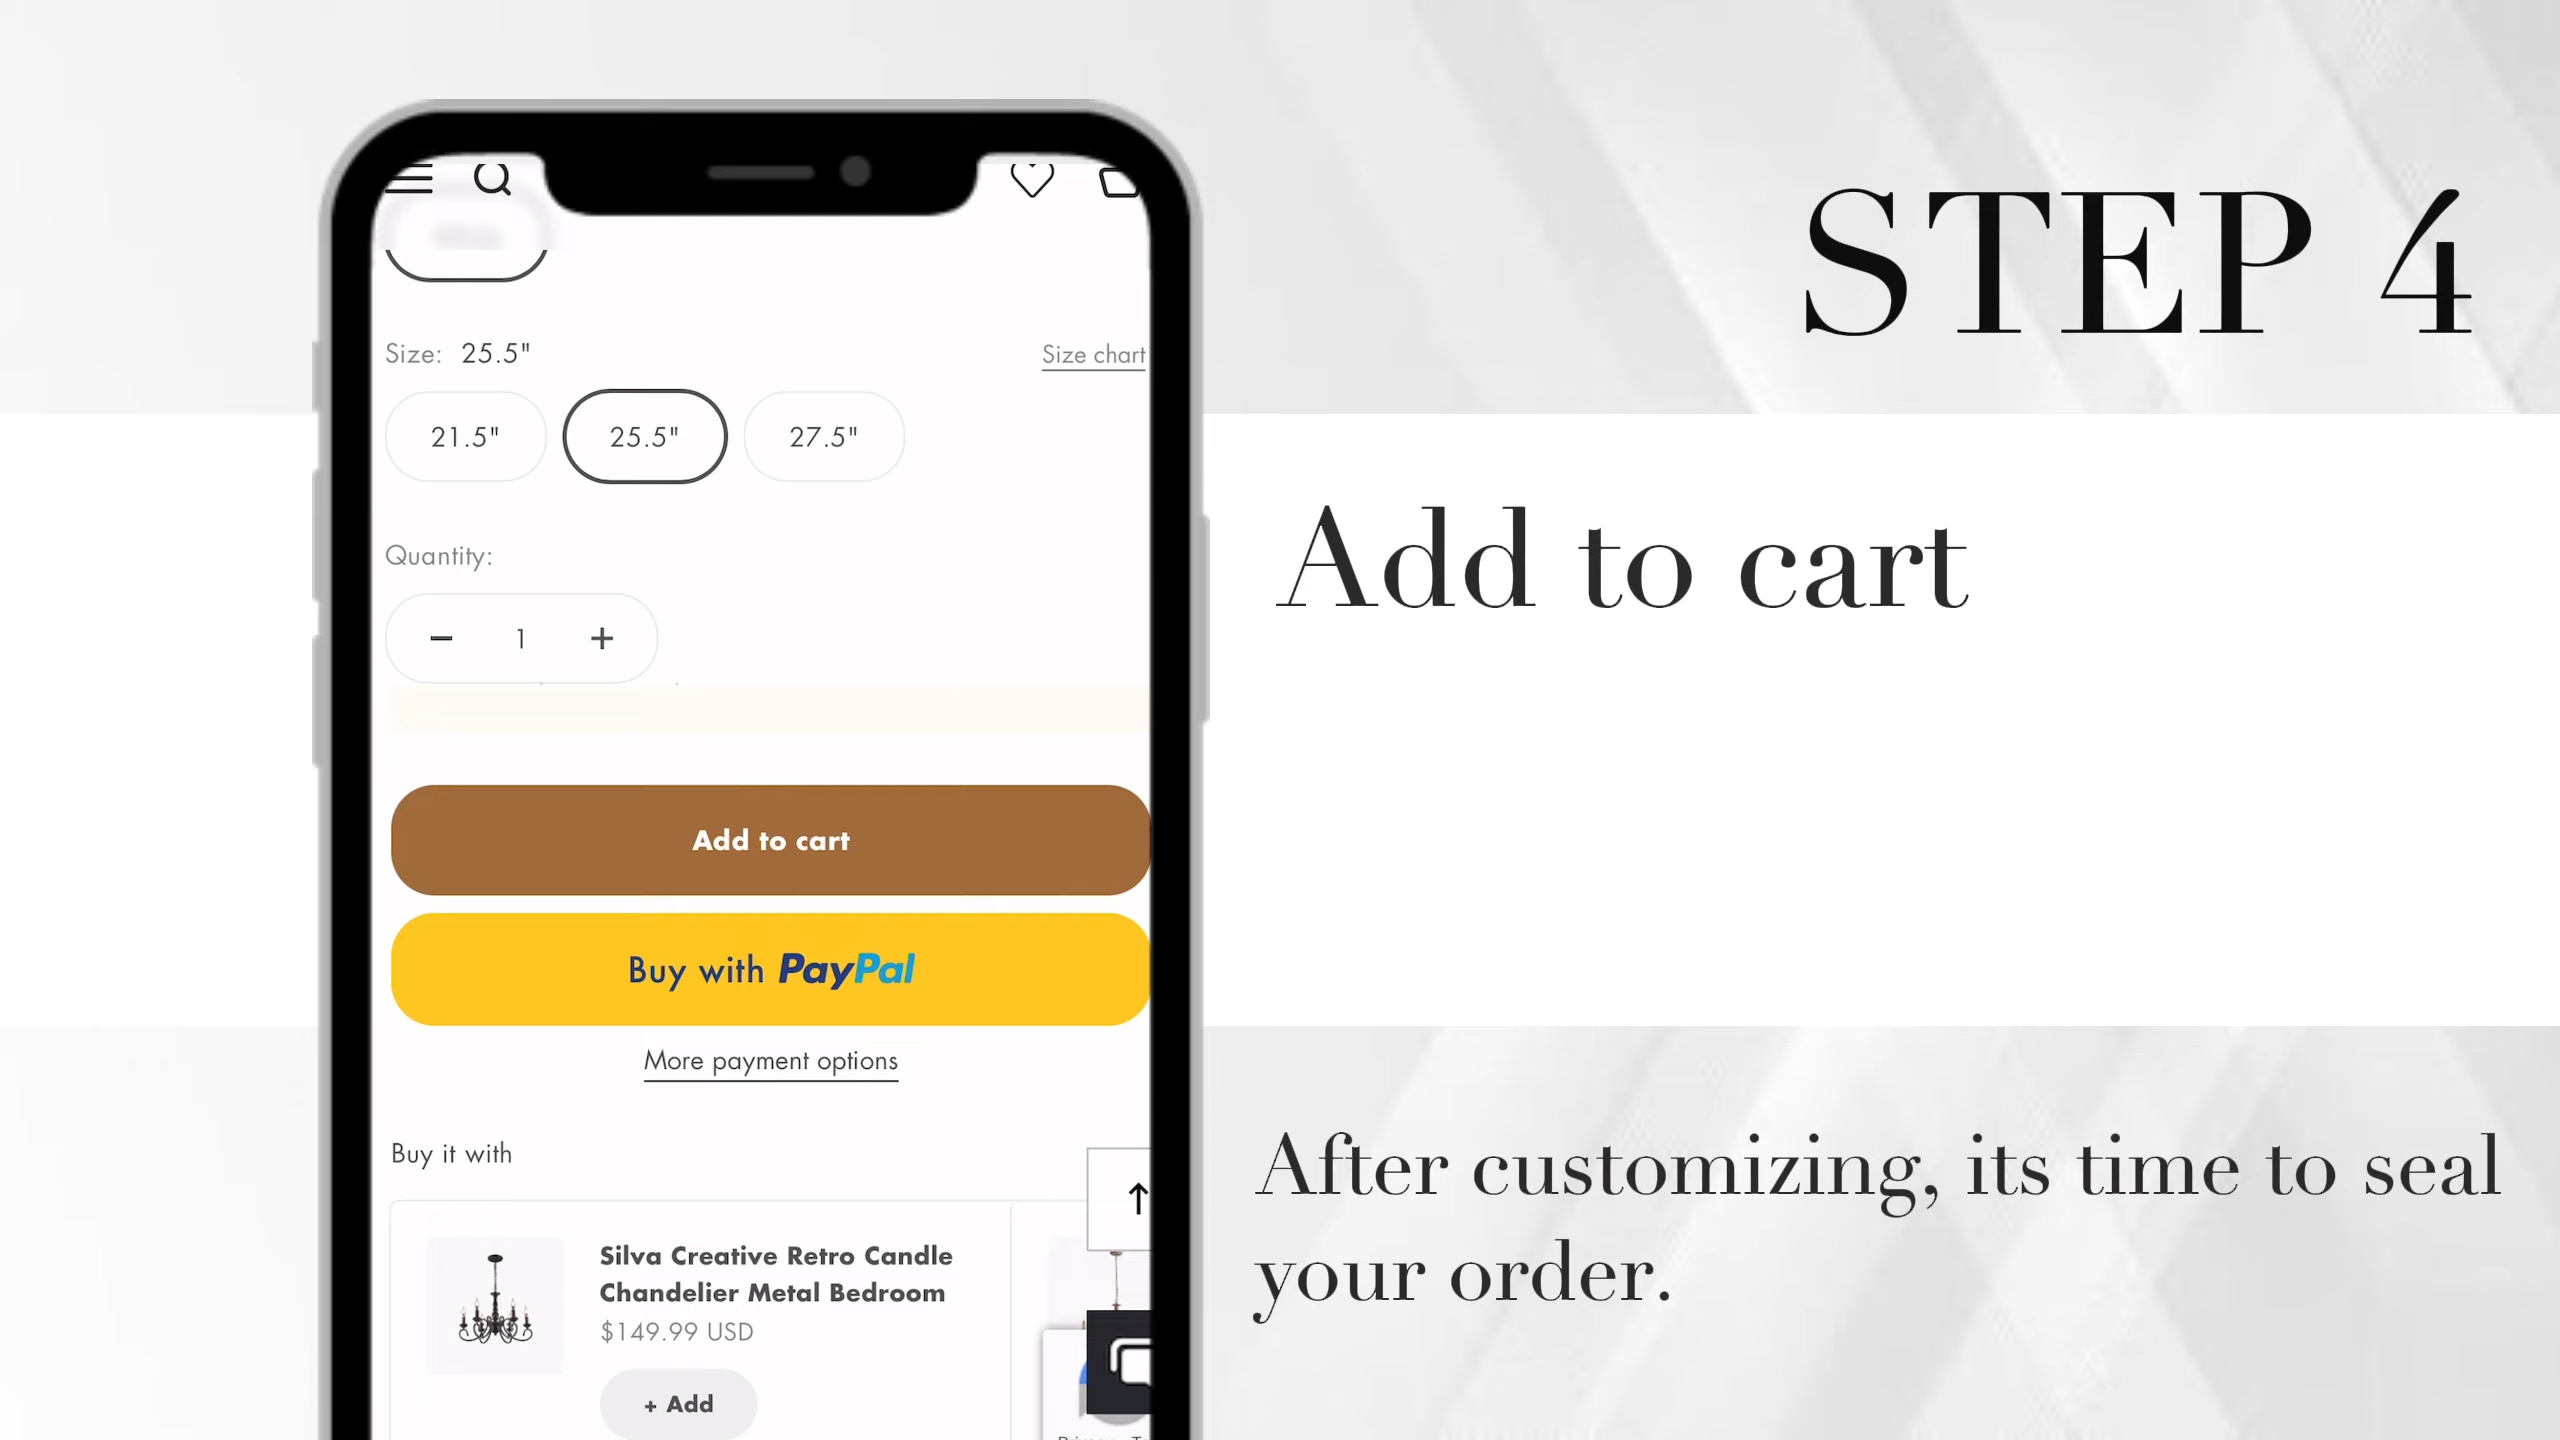 STEP 4
Size: 25.5"
Size chart
21.5"
25.5"
27.5"
Quantity:
− 1 +
Add to cart
Buy with PayPal
More payment options
Buy it with
Silva Creative Retro Candle
Chandelier Metal Bedroom
$149.99 USD
+ Add
Add to cart
After customizing, its time to seal
your order.